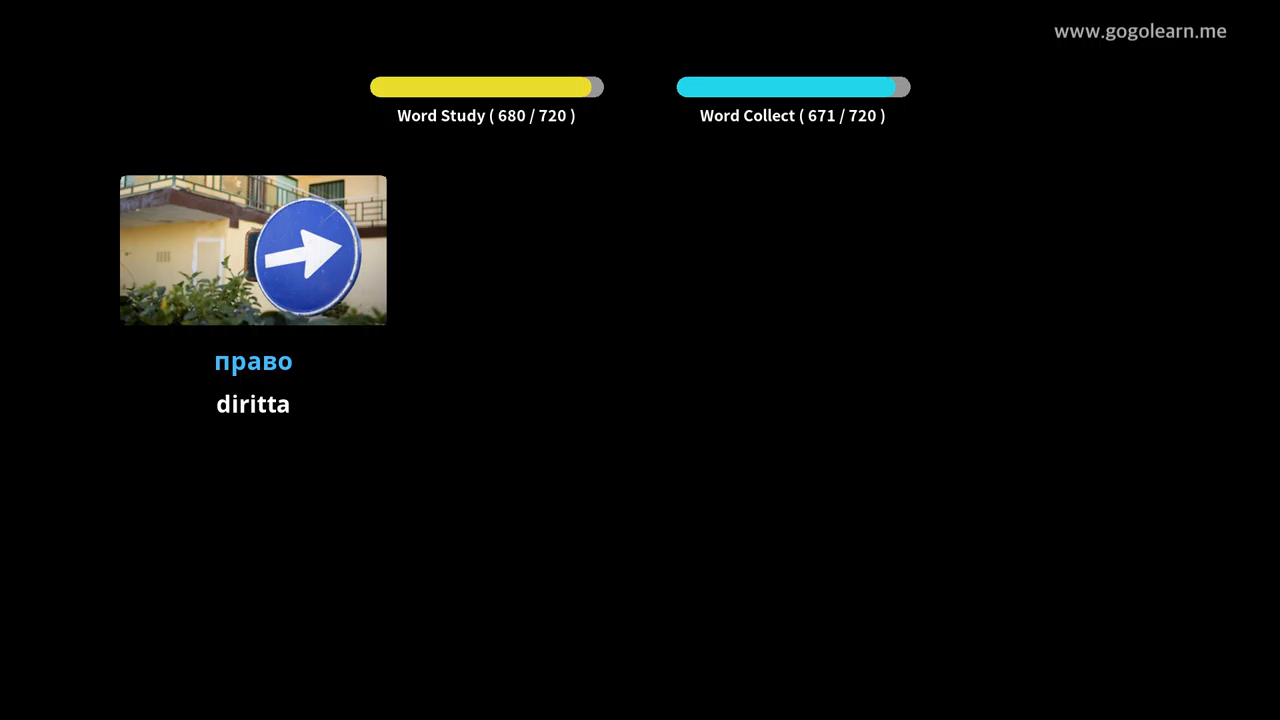 www.gogolearn.me
Word Study ( 680 / 720 )
Word Collect ( 671 / 720 )
право
diritta